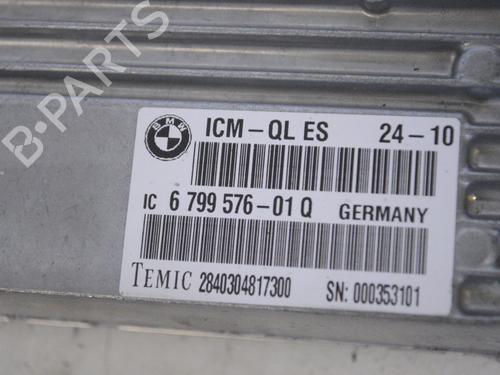 B-PARTS
BMW
ICM-QL ES 24-10
IC 6 799 576-01 Q GERMANY
TEMIC 2840304817300 SN: 000353101